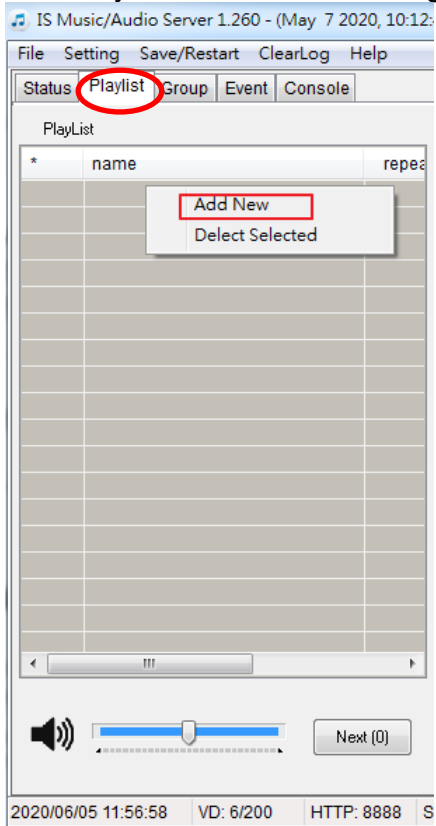 IS Music/Audio Server 1.260 - (May 7 2020, 10:12:
File Setting Save/Restart ClearLog Help
Status Playlist Group Event Console
PlayList
* name repea
Add New
Delect Selected
Next (0)
2020/06/05 11:56:58 VD: 6/200 HTTP: 8888 S